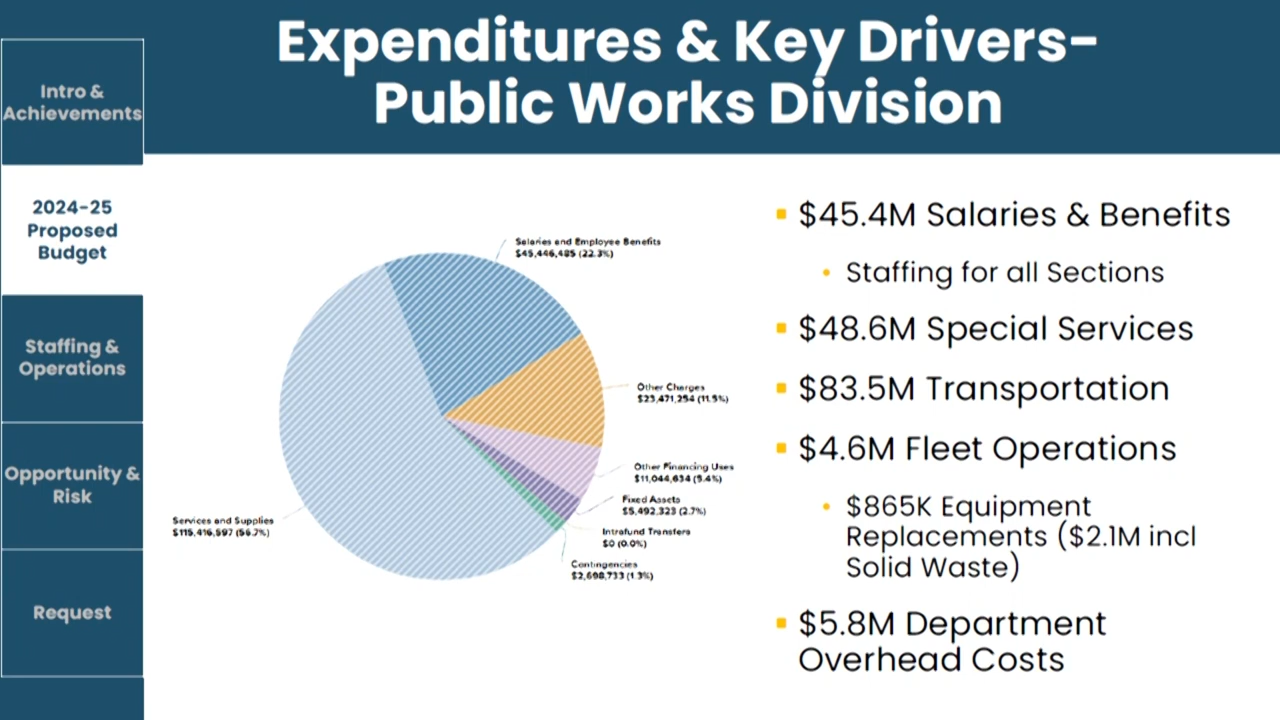 Expenditures & Key Drivers-
Public Works Division
Intro &
Achievements
2024-25
Proposed
Budget
Staffing &
Operations
Opportunity &
Risk
Request
Salaries and Employee Benefits
$45,446,485 (22.3%)
Other Charges
$23,471,254 (11.5%)
Other Financing Uses
$11,044,634 (5.4%)
Fixed Assets
$5,492,323 (2.7%)
Intrafund Transfers
$0 (0.0%)
Contingencies
$2,698,733 (1.3%)
Services and Supplies
$115,416,597 (56.7%)
$45.4M Salaries & Benefits
Staffing for all Sections
$48.6M Special Services
$83.5M Transportation
$4.6M Fleet Operations
$865K Equipment
Replacements ($2.1M incl
Solid Waste)
$5.8M Department
Overhead Costs